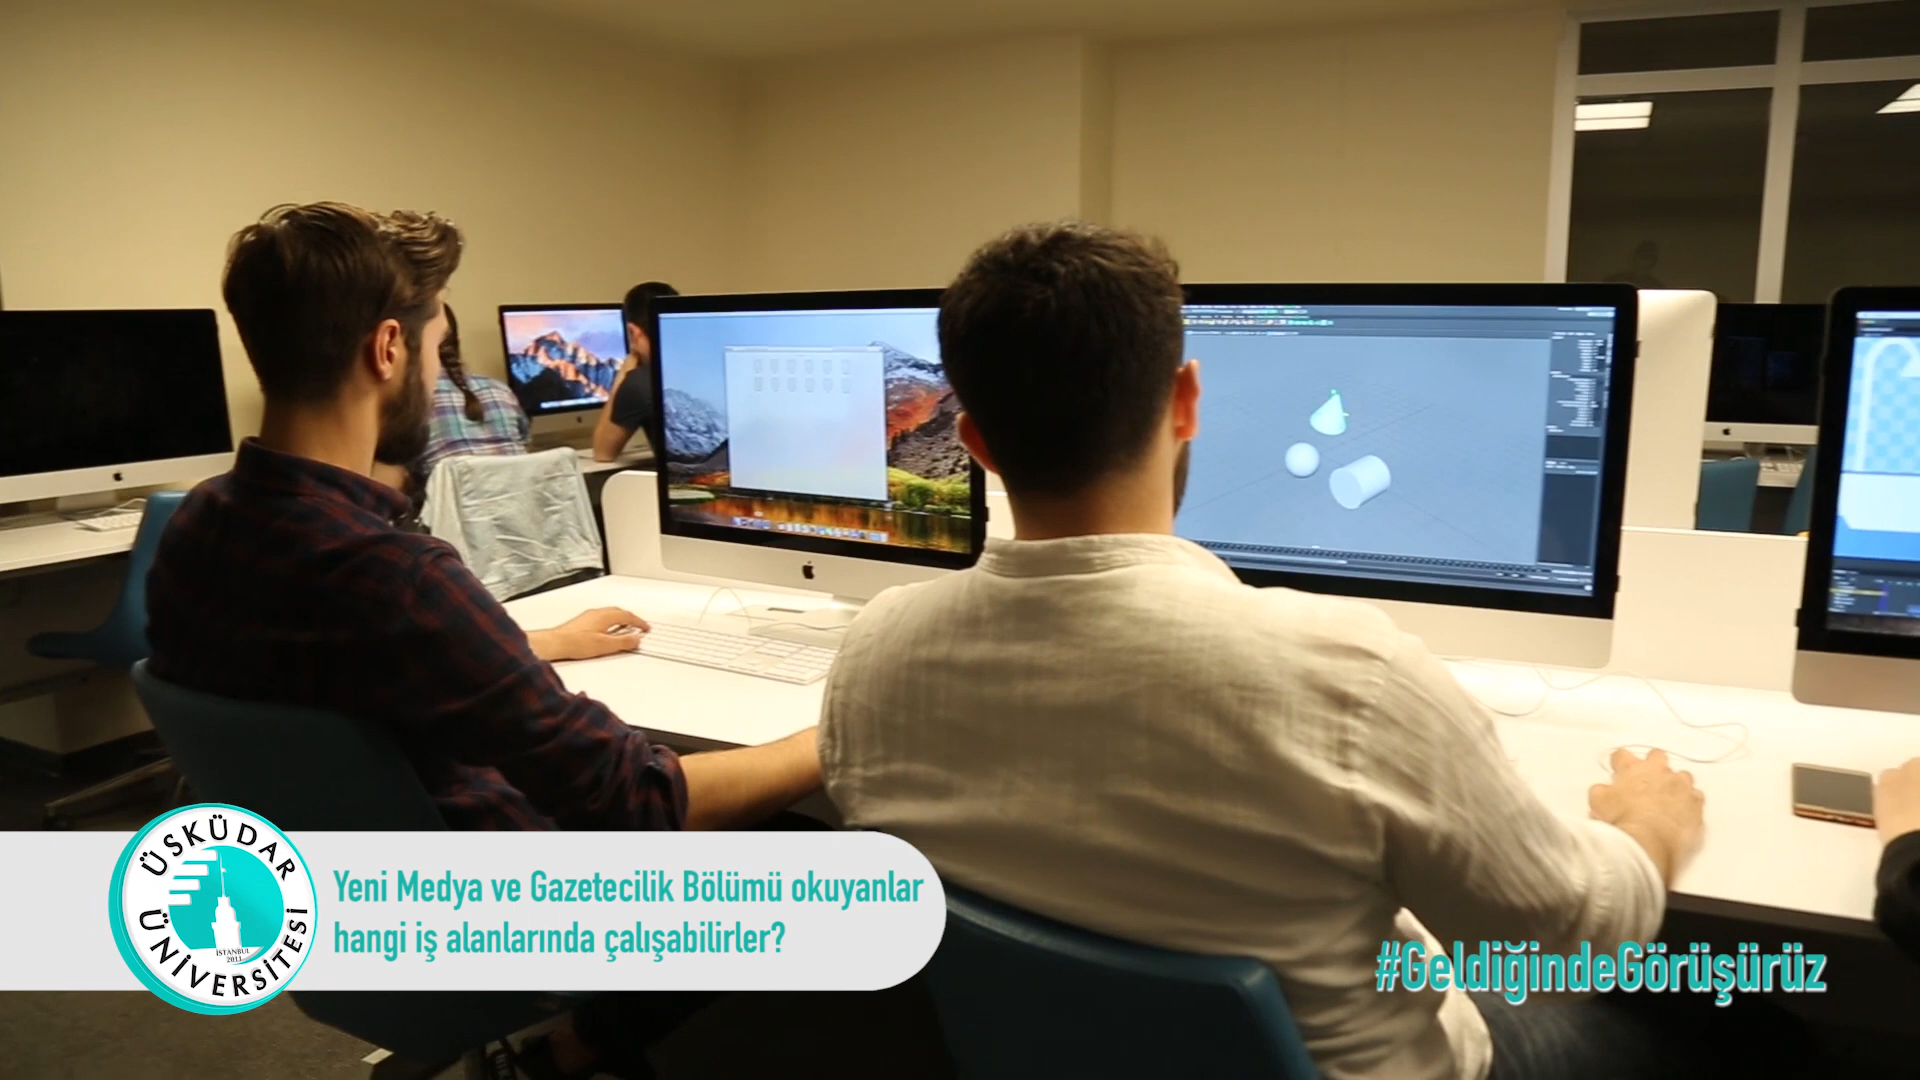 ÜSKÜDAR
ÜNİVERSİTESİ
İSTANBUL
2011
Yeni Medya ve Gazetecilik Bölümü okuyanlar
hangi iş alanlarında çalışabilirler?
#GeldiğindeGörüşürüz